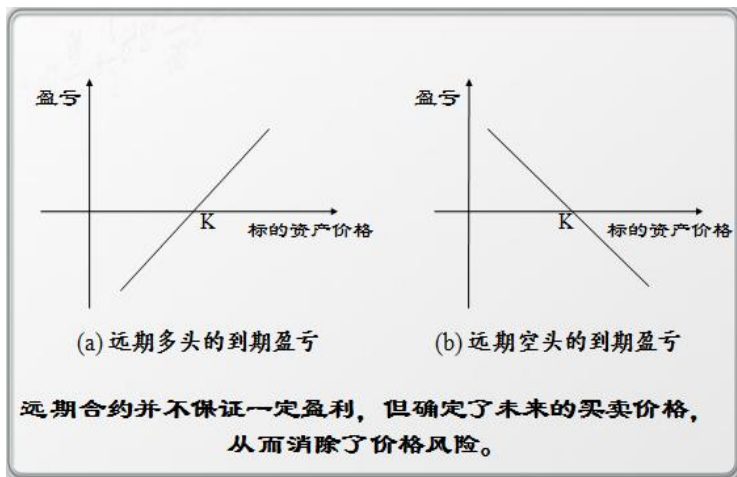 盈亏
K
标的资产价格
(a) 远期多头的到期盈亏
盈亏
K
标的资产价格
(b) 远期空头的到期盈亏
远期合约并不保证一定盈利，但确定了未来的买卖价格，
从而消除了价格风险。